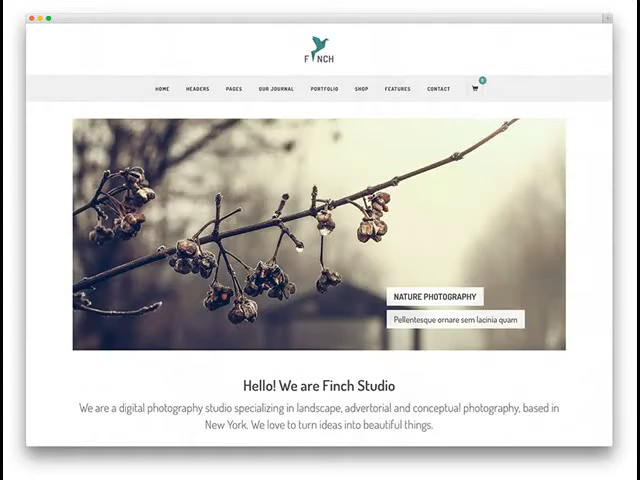 F NCH
HOME HEADERS PAGES OUR JOURNAL PORTFOLIO SHOP FEATURES CONTACT
NATURE PHOTOGRAPHY
Pellentesque ornare sem lacinia quam
Hello! We are Finch Studio
We are a digital photography studio specializing in landscape, advertorial and conceptual photography, based in
New York. We love to turn ideas into beautiful things.